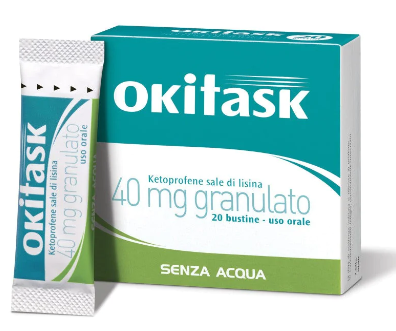 OKitask
Ketoprofene sale di lisina
40 mg granulato
20 bustine - uso orale
SENZA ACQUA
OKitask
Ketoprofene sale di lisina
40 mg granulato
uso orale